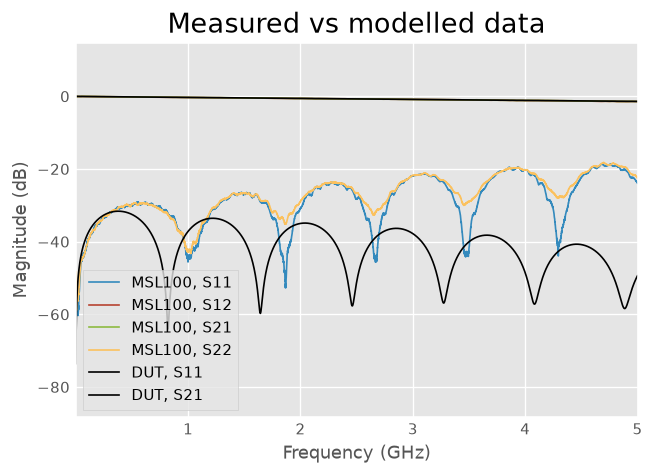 Measured vs modelled data
0
−20
−40
−60
−80
Magnitude (dB)
MSL100, S11
MSL100, S12
MSL100, S21
MSL100, S22
DUT, S11
DUT, S21
1
2
3
4
5
Frequency (GHz)